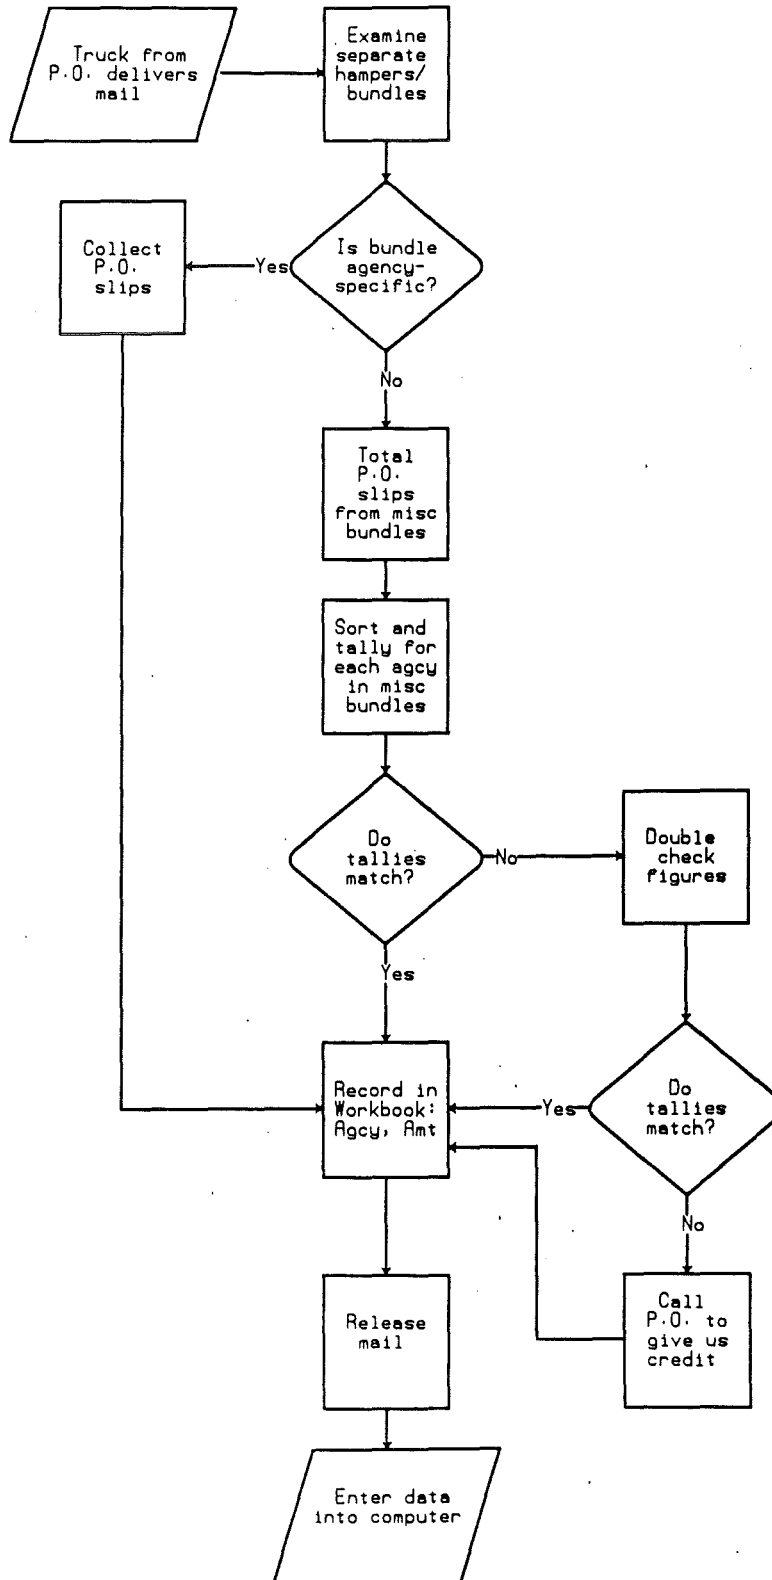 Truck from
P.O. delivers
mail
Examine
separate
hampers/
bundles
Is bundle
agency-
specific?
Yes
Collect
P.O.
slips
No
Total
P.O.
slips
from misc
bundles
Sort and
tally for
each agcy
in misc
bundles
Do
tallies
match?
No
Double
check
figures
Yes
Record in
Workbook:
Agcy, Amt
Yes
Do
tallies
match?
No
Call
P.O. to
give us
credit
Release
mail
Enter data
into computer